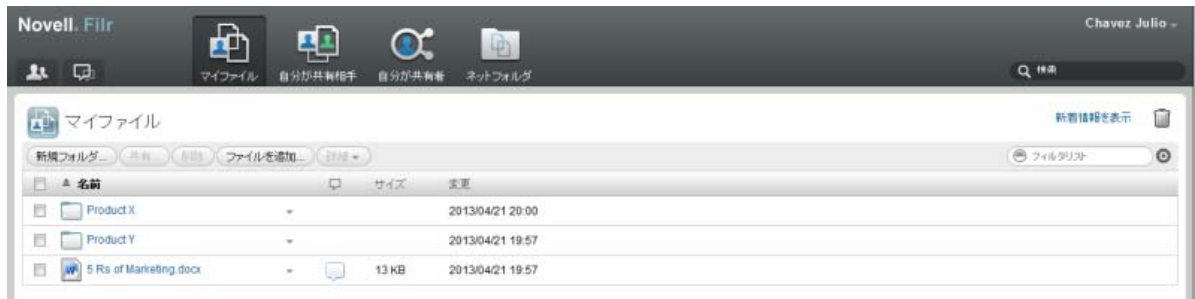 Novell Filr
Chavez Julio
マイファイル 自分が共有相手 自分が共有者 ネットフォルダ
検索
マイファイル
新着情報を表示
新規フォルダ... 共有... 削除 ファイルを追加... 詳細
フィルタリスト
名前 サイズ 変更
Product X 2013/04/21 20:00
Product Y 2013/04/21 19:57
5 Rs of Marketing.docx 13 KB 2013/04/21 19:57